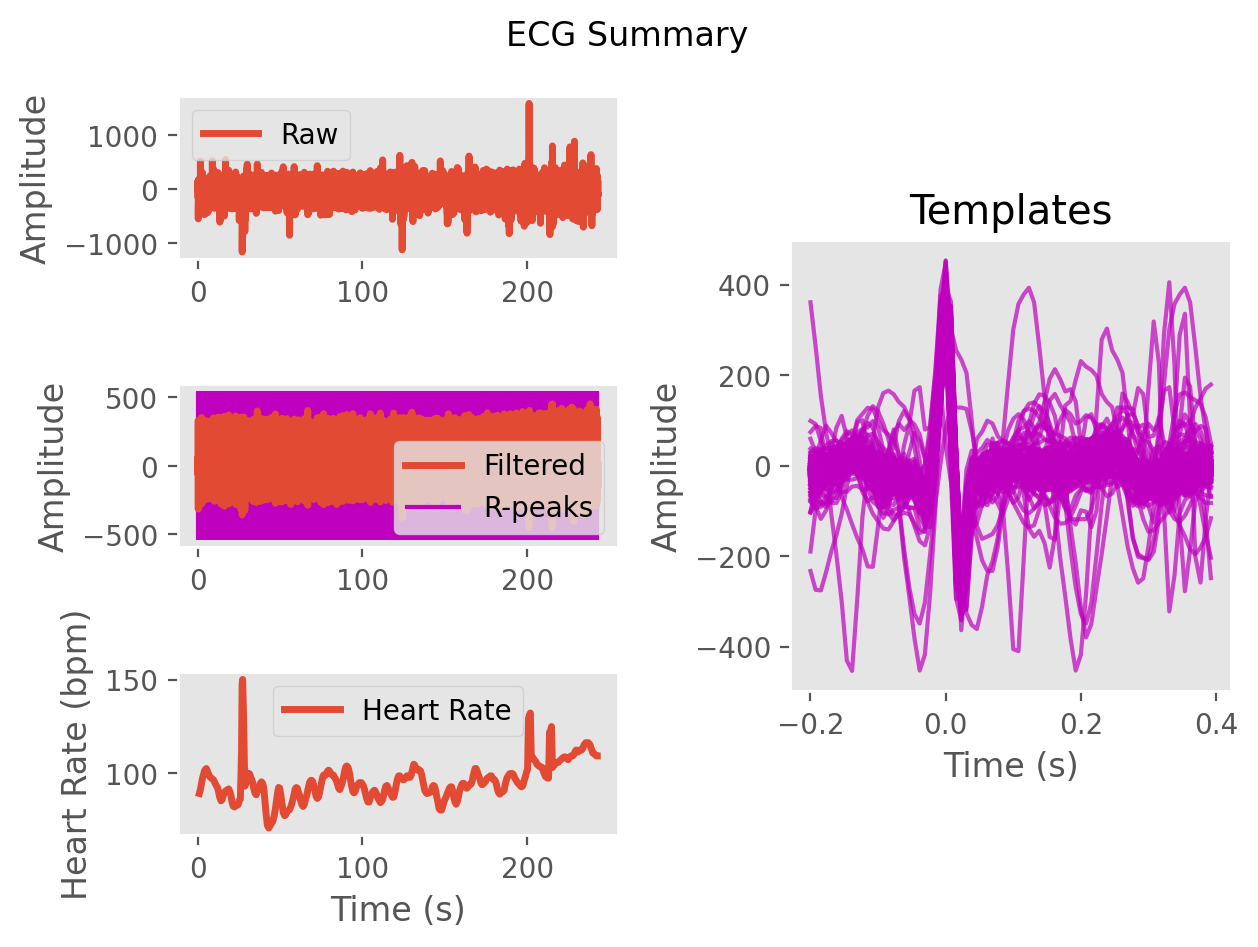 ECG Summary
Amplitude
1000
0
−1000
Raw
0 100 200
Amplitude
500
0
−500
Filtered
R-peaks
0 100 200
Heart Rate (bpm)
150
100
Heart Rate
0 100 200
Time (s)
Templates
Amplitude
400
200
0
−200
−400
−0.2 0.0 0.2 0.4
Time (s)